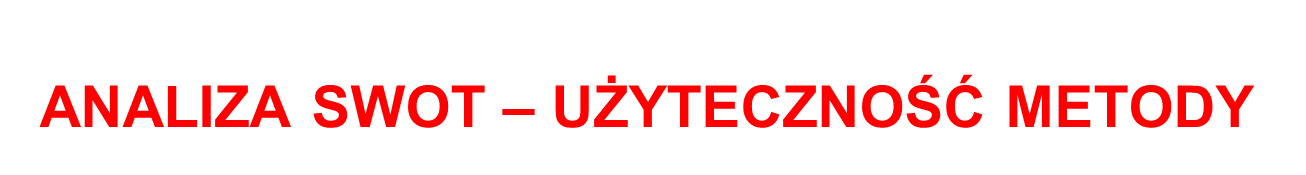 ANALIZA SWOT – UŻYTECZNOŚĆ METODY